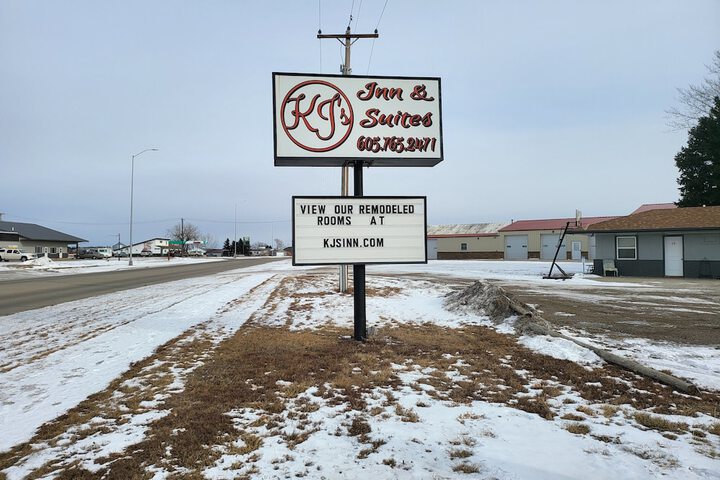 KJ's
Inn &
Suites
605.765.2471
VIEW OUR REMODELED
ROOMS AT
KJSINN.COM